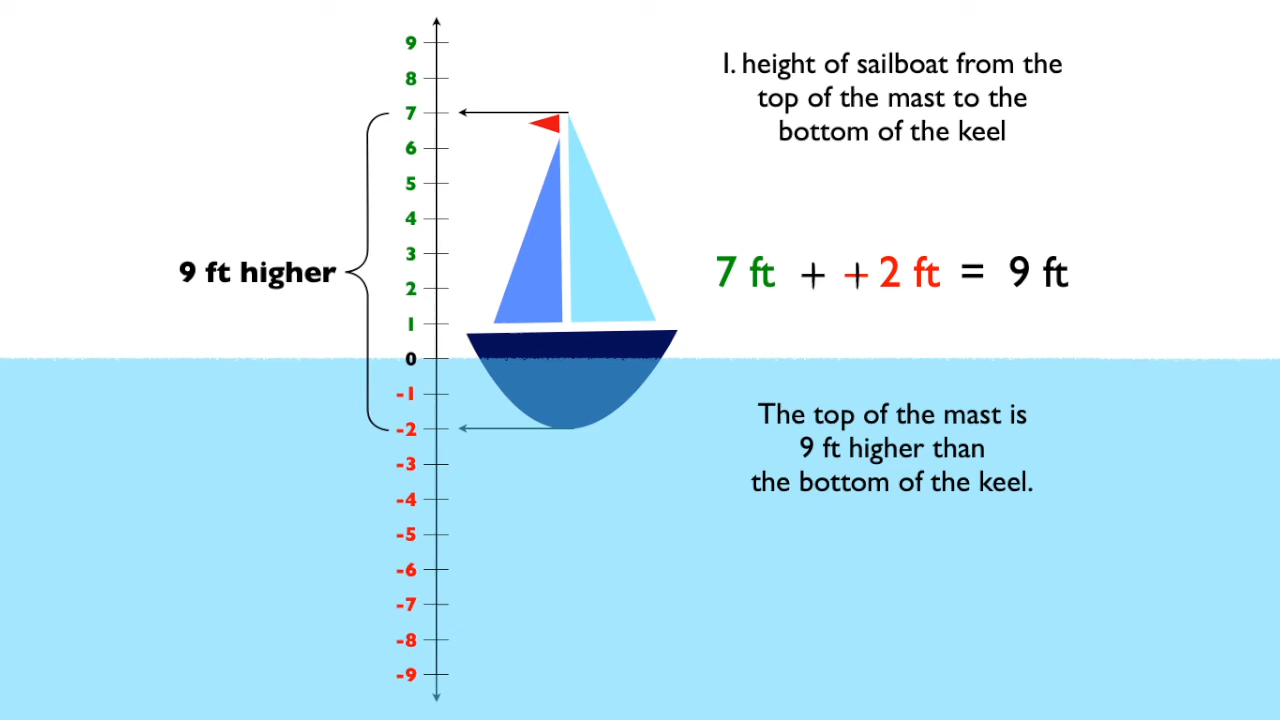 1. height of sailboat from the
top of the mast to the
bottom of the keel
9
8
7
6
5
4
3
2
1
0
-1
-2
-3
-4
-5
-6
-7
-8
-9
9 ft higher
7 ft + + 2 ft = 9 ft
The top of the mast is
9 ft higher than
the bottom of the keel.